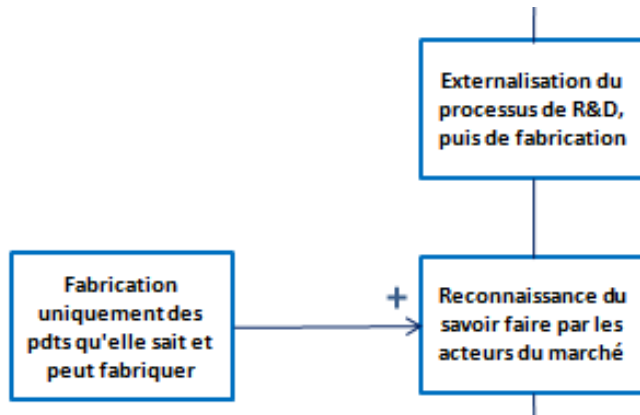 Externalisation du
processus de R&D,
puis de fabrication
Fabrication
uniquement des
pdts qu'elle sait et
peut fabriquer
+
Reconnaissance du
savoir faire par les
acteurs du marché